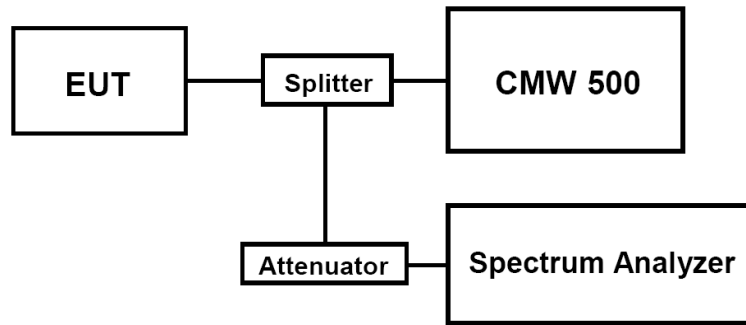 EUT
Splitter
CMW 500
Attenuator
Spectrum Analyzer